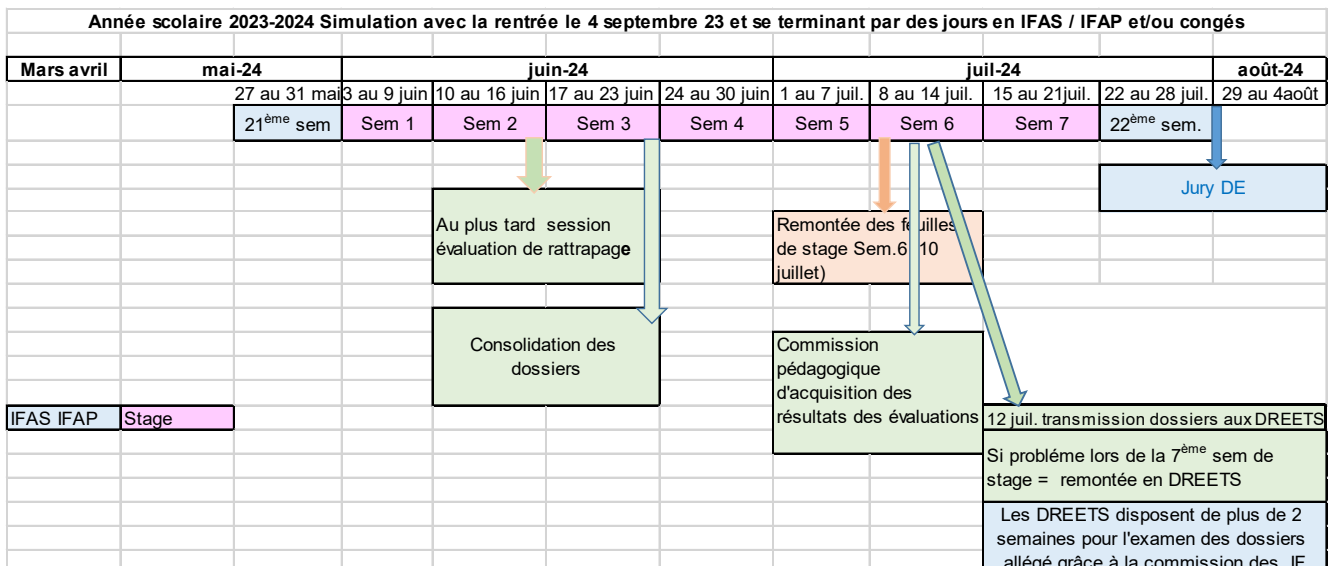 Année scolaire 2023-2024 Simulation avec la rentrée le 4 septembre 23 et se terminant par des jours en IFAS / IFAP et/ou congés
Mars avril mai-24 juin-24 juil-24 août-24
27 au 31 mai 3 au 9 juin 10 au 16 juin 17 au 23 juin 24 au 30 juin 1 au 7 juil. 8 au 14 juil. 15 au 21juil. 22 au 28 juil. 29 au 4août
21ème sem Sem 1 Sem 2 Sem 3 Sem 4 Sem 5 Sem 6 Sem 7 22ème sem.
Jury DE
Au plus tard session
évaluation de rattrapage
Remontée des feuilles
de stage Sem.6 10
juillet)
Consolidation des
dossiers
Commission
pédagogique
d'acquisition des
résultats des évaluations
IFAS IFAP Stage
12 juil. transmission dossiers aux DREETS
Si probléme lors de la 7ème sem de
stage = remontée en DREETS
Les DREETS disposent de plus de 2
semaines pour l'examen des dossiers
allégé grâce à la commission des IF